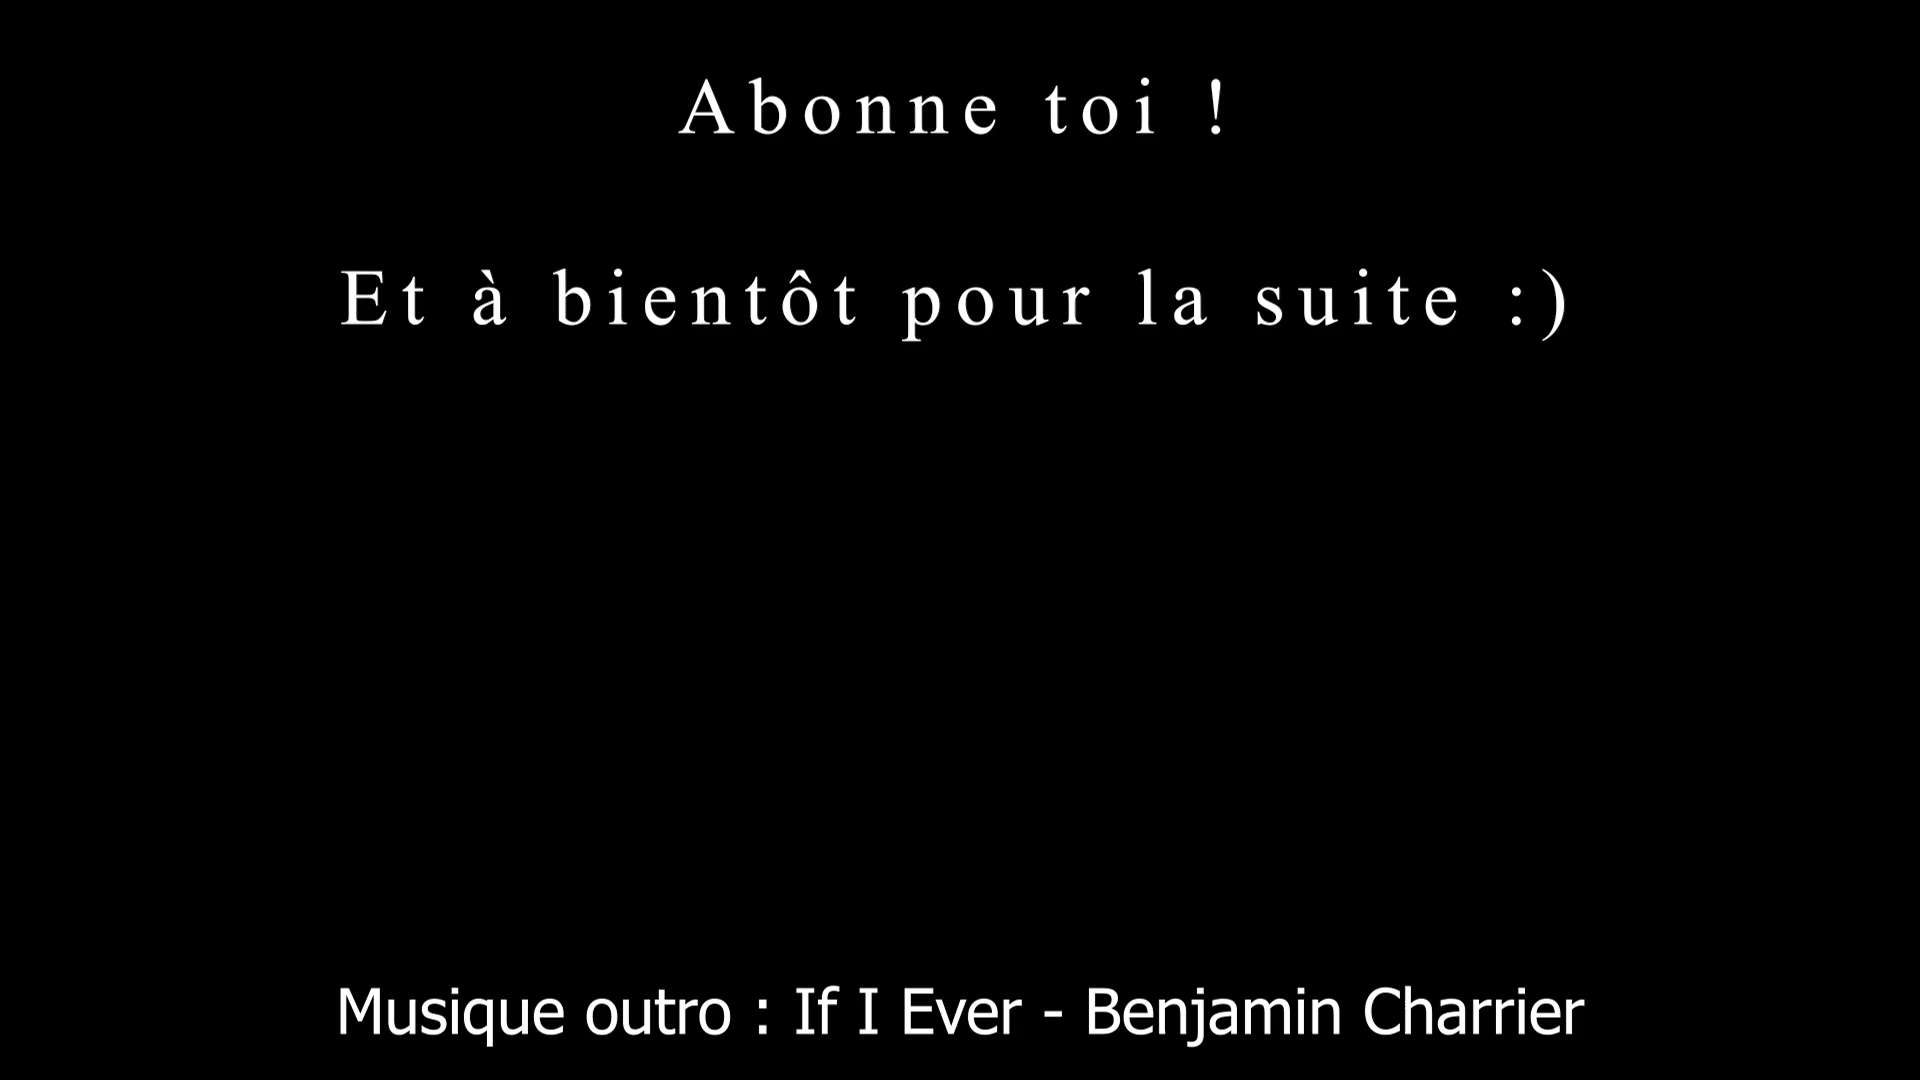 Abonne toi !
Et à bientôt pour la suite :)
Musique outro : If I Ever - Benjamin Charrier